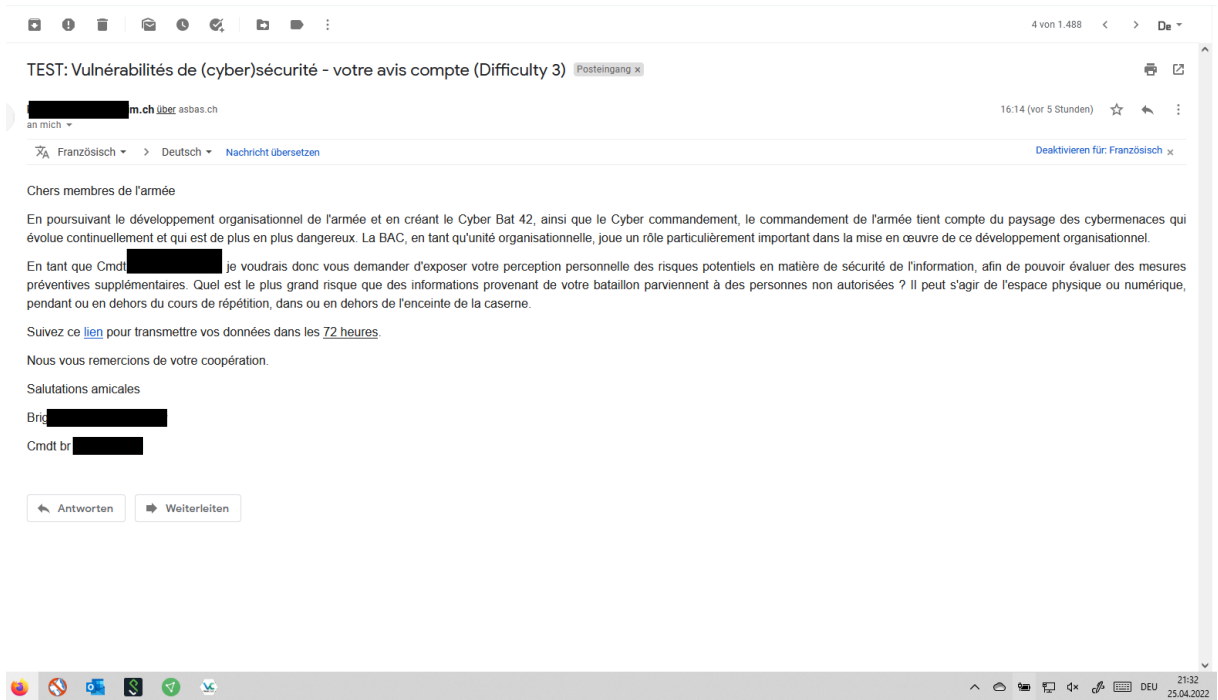 4 von 1.488
De
TEST: Vulnérabilités de (cyber)sécurité - votre avis compte (Difficulty 3) Posteingang ×
m.ch über asbas.ch
16:14 (vor 5 Stunden)
an mich
Französisch > Deutsch Nachricht übersetzen
Deaktivieren für: Französisch ×
Chers membres de l'armée
En poursuivant le développement organisationnel de l'armée et en créant le Cyber Bat 42, ainsi que le Cyber commandement, le commandement de l'armée tient compte du paysage des cybermenaces qui
évolue continuellement et qui est de plus en plus dangereux. La BAC, en tant qu'unité organisationnelle, joue un rôle particulièrement important dans la mise en œuvre de ce développement organisationnel.
En tant que Cmdt je voudrais donc vous demander d'exposer votre perception personnelle des risques potentiels en matière de sécurité de l'information, afin de pouvoir évaluer des mesures
préventives supplémentaires. Quel est le plus grand risque que des informations provenant de votre bataillon parviennent à des personnes non autorisées ? Il peut s'agir de l'espace physique ou numérique,
pendant ou en dehors du cours de répétition, dans ou en dehors de l'enceinte de la caserne.
Suivez ce lien pour transmettre vos données dans les 72 heures.
Nous vous remercions de votre coopération.
Salutations amicales
Brig
Cmdt br
Antworten
Weiterleiten
DEU
21:32
25.04.2022